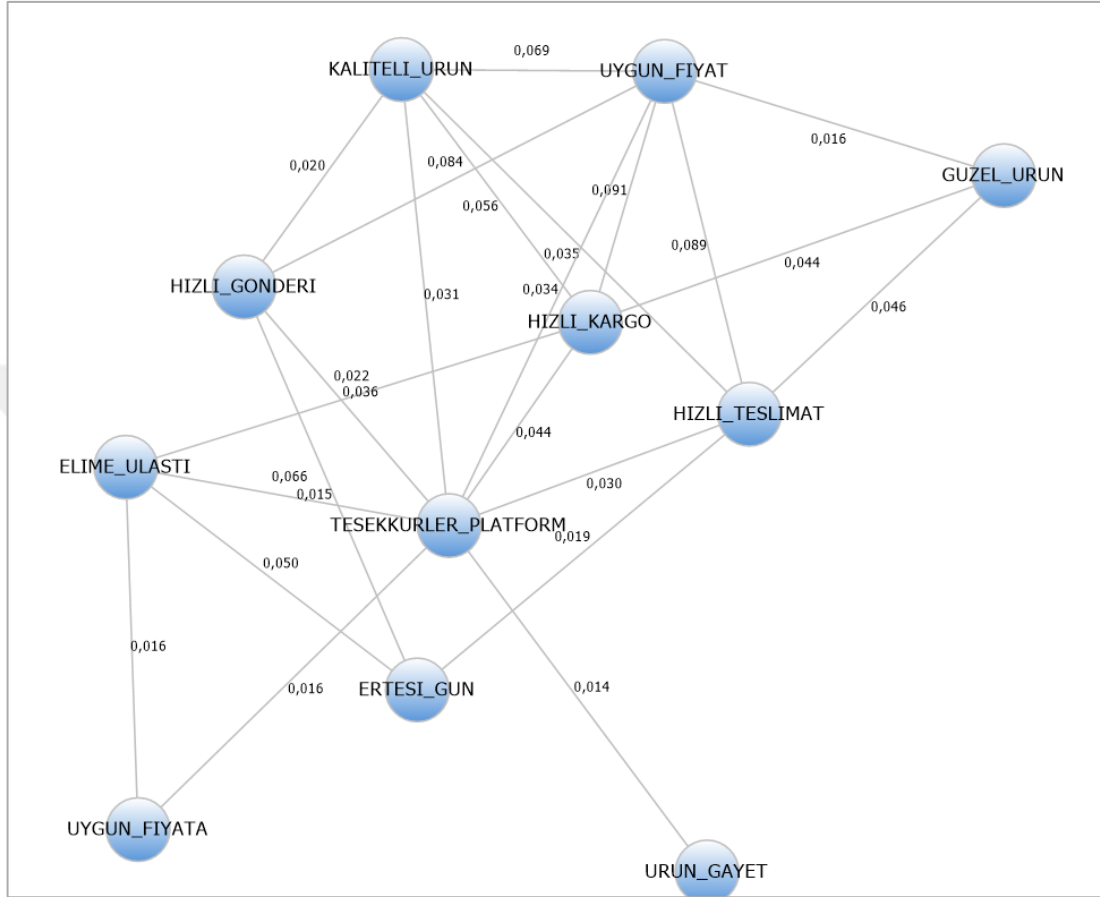 0,069
KALITELI_URUN
UYGUN_FIYAT
0,016
0,020
0,084
GUZEL_URUN
0,091
0,056
0,089
0,035
0,044
HIZLI_GONDERI
0,034
0,031
0,046
HIZLI_KARGO
0,022
0,036
HIZLI_TESLIMAT
0,044
ELIME_ULASTI
0,066
0,030
0,015
TESEKKURLER_PLATFORM
0,019
0,050
0,016
0,016
ERTESI_GUN
0,014
UYGUN_FIYATA
URUN_GAYET